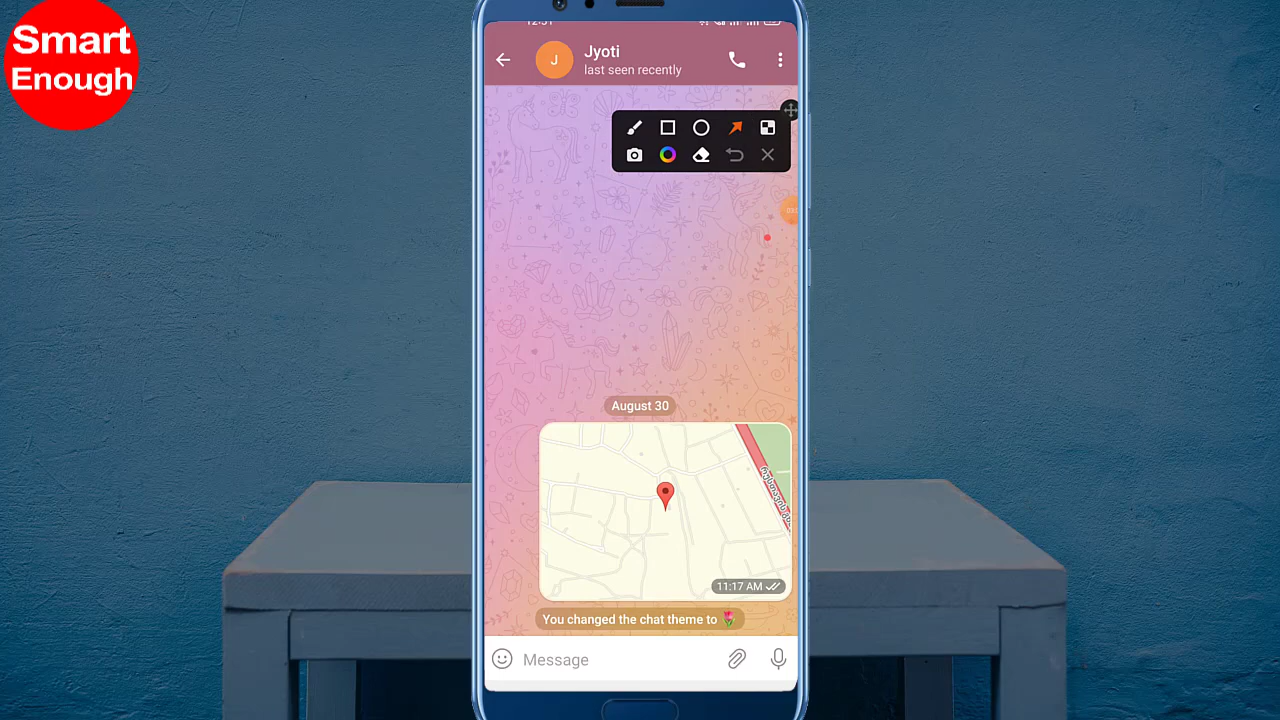 Smart
Enough
Jyoti
J
last seen recently
August 30
11:17 AM
You changed the chat theme to 🌷
Message